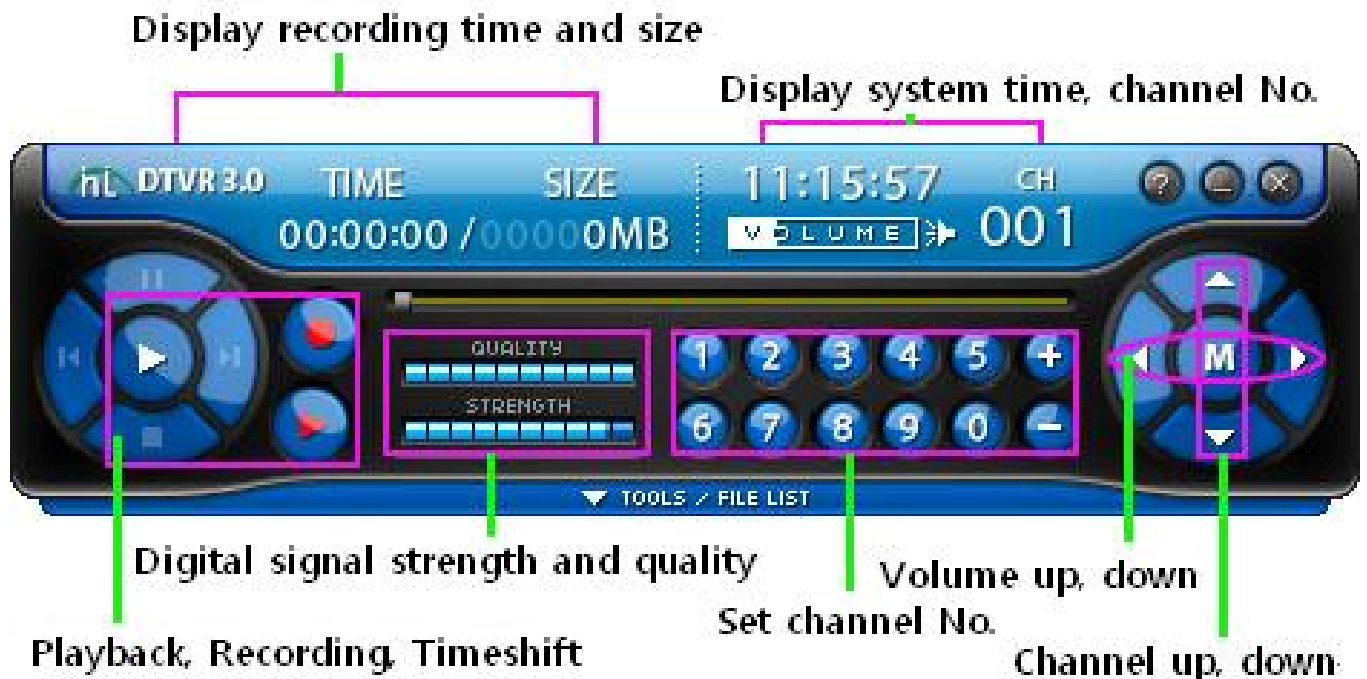 Display recording time and size
Display system time, channel No.
hL DTVR 3.0 TIME SIZE 11:15:57 CH
00:00:00 / 000000MB VOLUME 001
? _ X
QUALITY
STRENGTH
1 2 3 4 5 +
6 7 8 9 0 -
M
TOOLS / FILE LIST
Digital signal strength and quality
Volume up, down
Set channel No.
Playback, Recording, Timeshift
Channel up, down